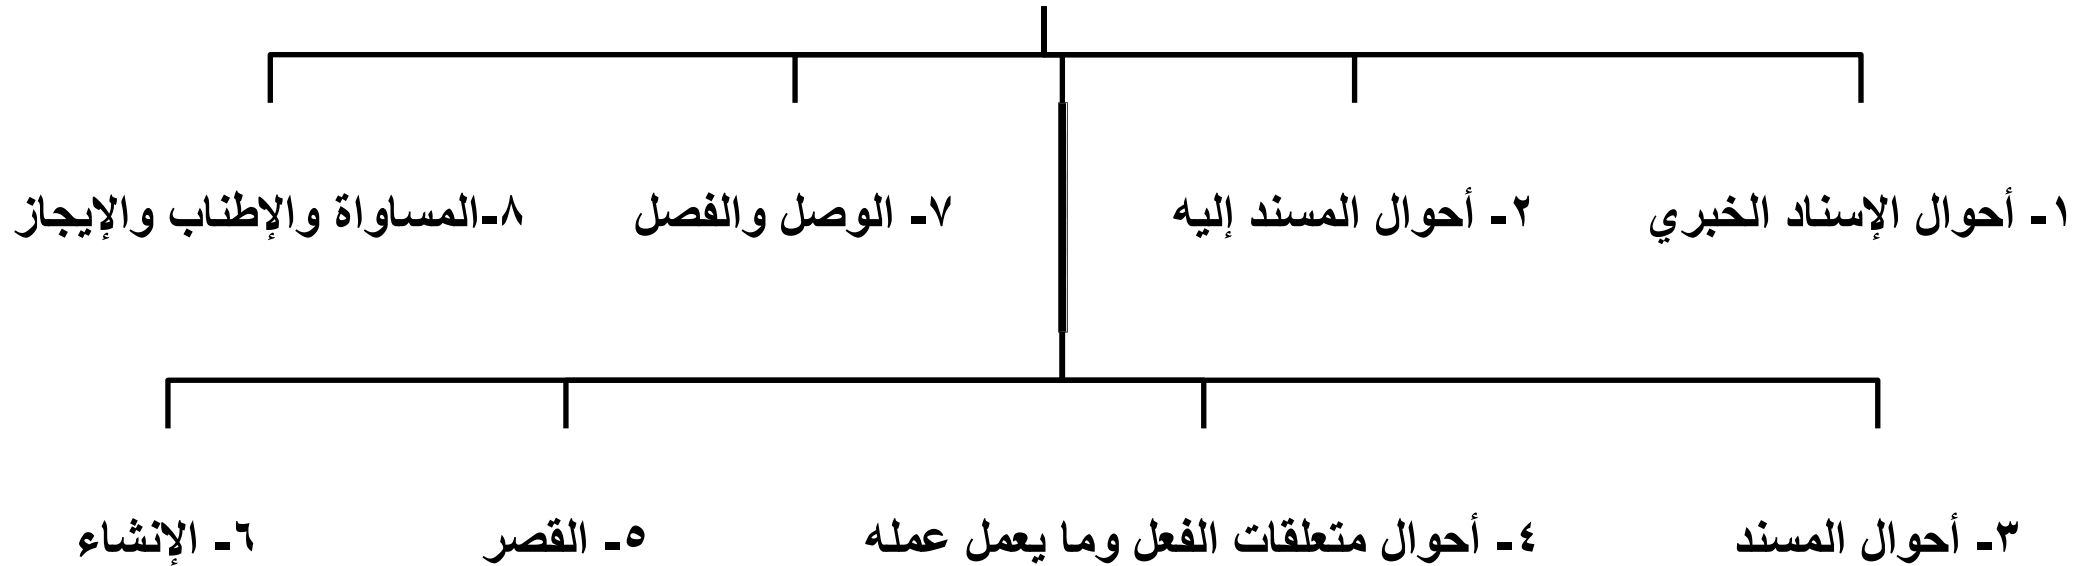 ١- أحوال الإسناد الخبري ٢- أحوال المسند إليه ٧- الوصل والفصل ٨-المساواة والإطناب والإيجاز
٣- أحوال المسند ٤- أحوال متعلقات الفعل وما يعمل عمله ٥- القصر ٦- الإنشاء